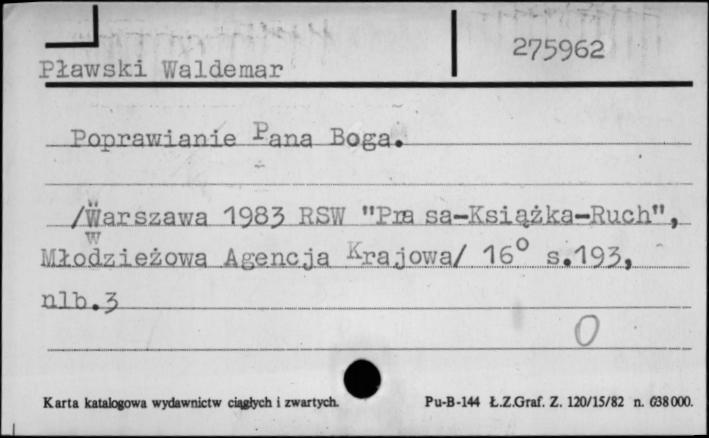 275962
Pławski Waldemar
Poprawianie Pana Boga.
/Warszawa 1983 RSW "Prasa-Książka-Ruch",
Młodzieżowa Agencja Krajowa/ 16° s.193,
nlb.3
0
Karta katalogowa wydawnictw ciągłych i zwartych.
Pu-B-144 Ł.Z.Graf. Z. 120/15/82 n. 638000.